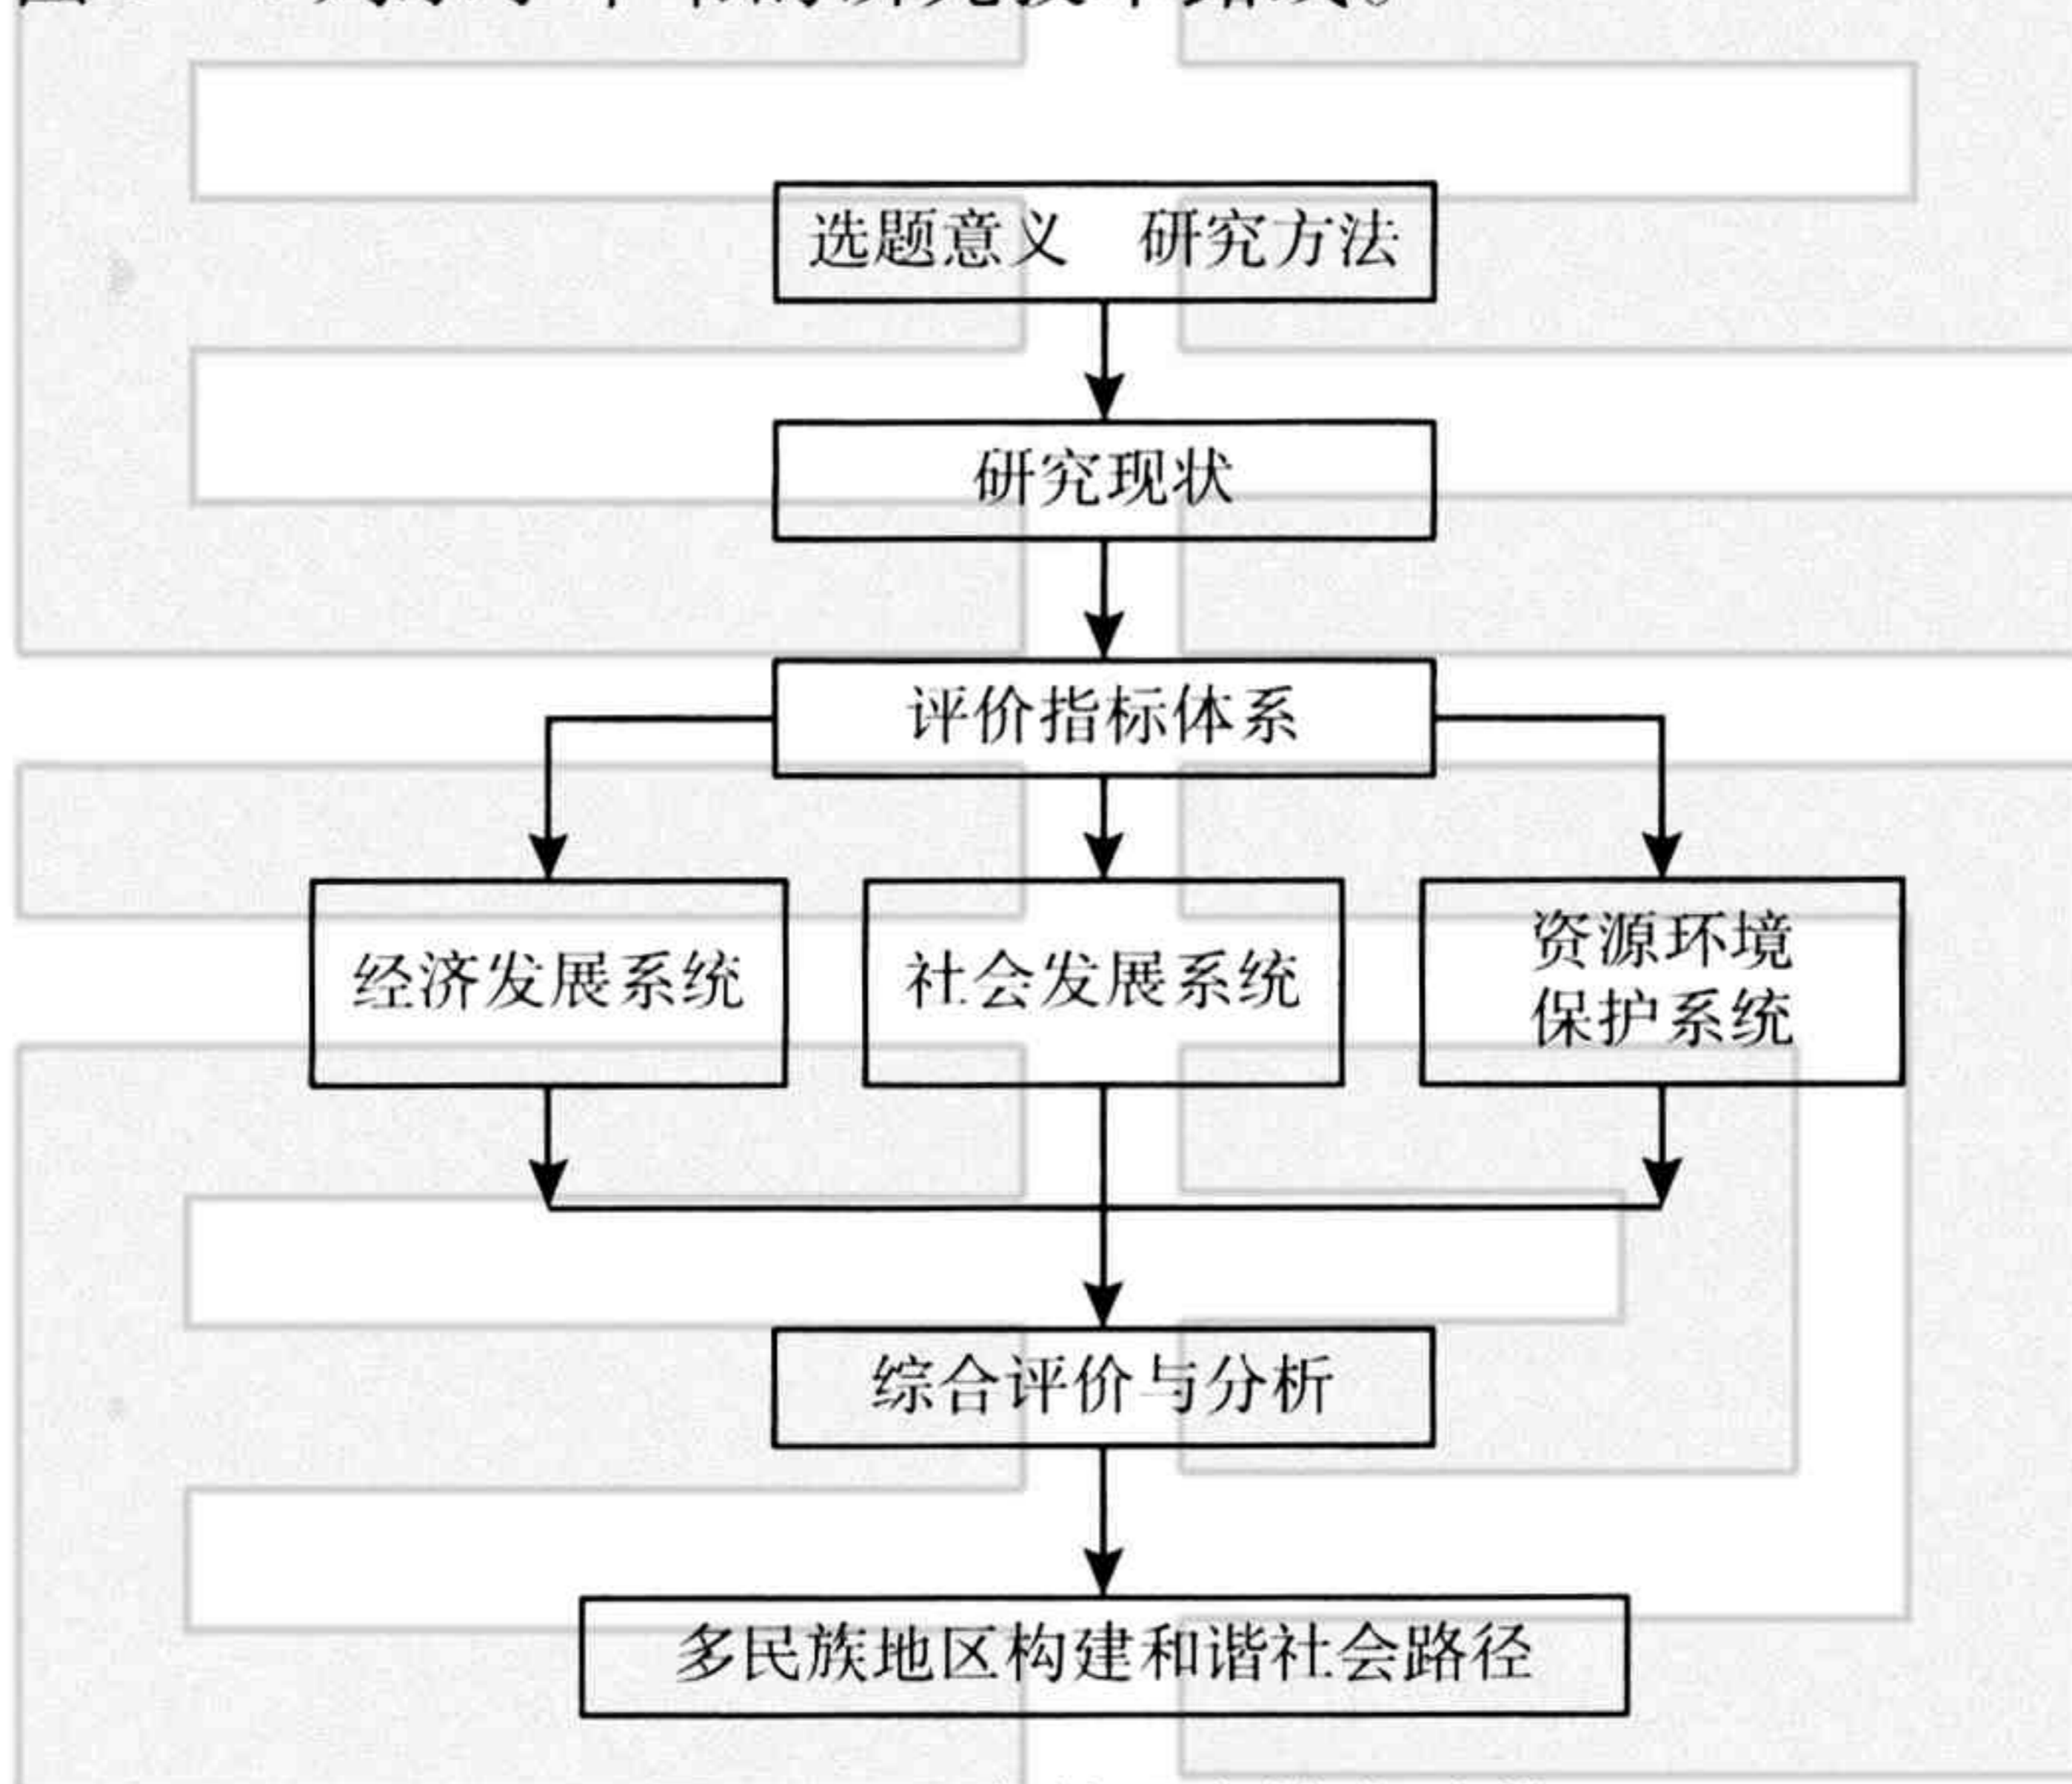 选题意义 研究方法
研究现状
评价指标体系
经济发展系统 社会发展系统 资源环境
保护系统
综合评价与分析
多民族地区构建和谐社会路径